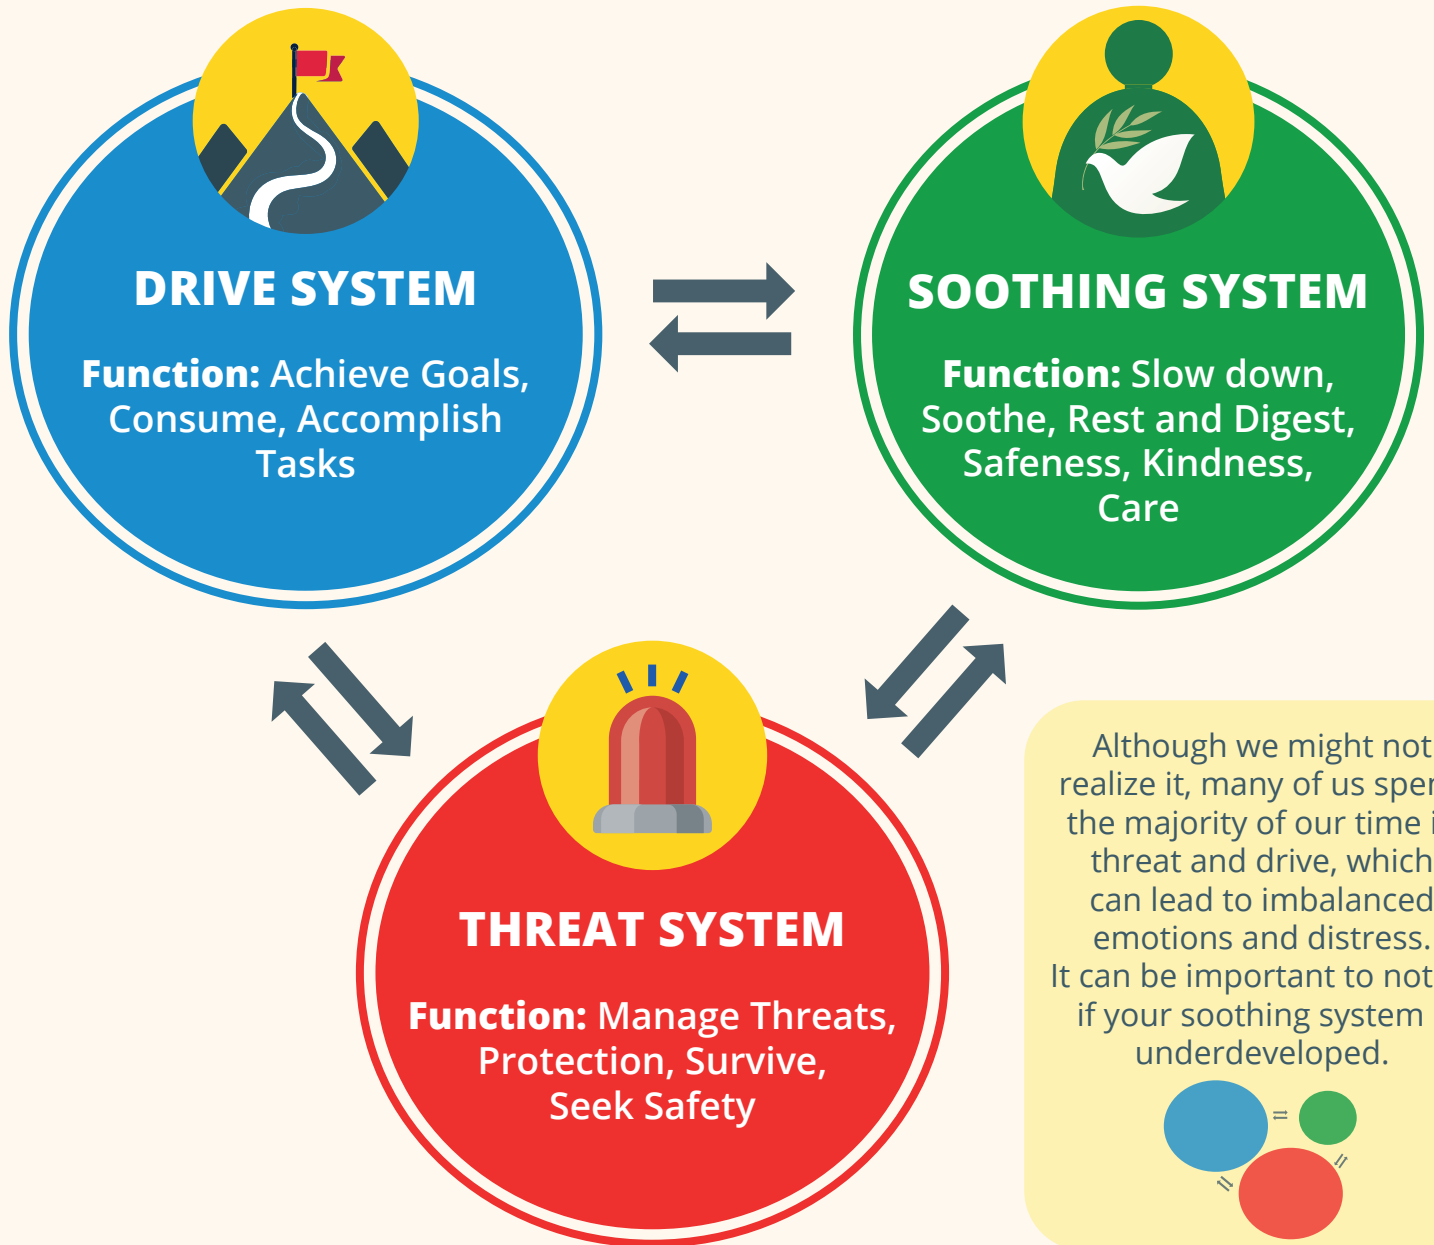 DRIVE SYSTEM
Function: Achieve Goals,
Consume, Accomplish
Tasks
SOOTHING SYSTEM
Function: Slow down,
Soothe, Rest and Digest,
Safeness, Kindness,
Care
THREAT SYSTEM
Function: Manage Threats,
Protection, Survive,
Seek Safety
Although we might not
realize it, many of us
the majority of our time
threat and drive, which
can lead to imbalanced
emotions and distress.
It can be important to
if your soothing system
underdeveloped.